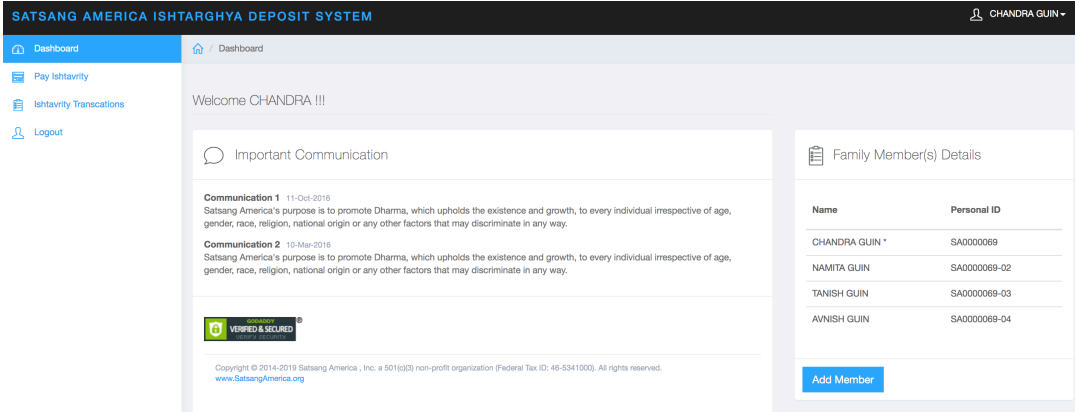 SATSANG AMERICA ISHTARGHYA DEPOSIT SYSTEM
CHANDRA GUIN
Dashboard
Pay Ishtavrity
Ishtavrity Transcations
Logout
/ Dashboard
Welcome CHANDRA !!!
Important Communication
Communication 1 11-Oct-2016
Satsang America's purpose is to promote Dharma, which upholds the existence and growth, to every individual irrespective of age,
gender, race, religion, national origin or any other factors that may discriminate in any way.
Communication 2 10-Mar-2016
Satsang America's purpose is to promote Dharma, which upholds the existence and growth, to every individual irrespective of age,
gender, race, religion, national origin or any other factors that may discriminate in any way.
GODADDY
VERIFIED & SECURED
VERIFY SECURITY
®
Copyright © 2014-2019 Satsang America , Inc. a 501(c)(3) non-profit organization (Federal Tax ID: 46-5341000). All rights reserved.
www.SatsangAmerica.org
Family Member(s) Details
Name Personal ID
CHANDRA GUIN * SA0000069
NAMITA GUIN SA0000069-02
TANISH GUIN SA0000069-03
AVNISH GUIN SA0000069-04
Add Member